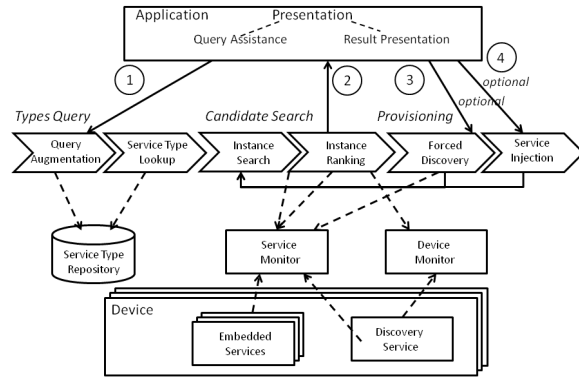 Application
Presentation
Query Assistance
Result Presentation
1
2
3
4
optional
optional
Types Query
Candidate Search
Provisioning
Query
Augmentation
Service Type
Lookup
Instance
Search
Instance
Ranking
Forced
Discovery
Service
Injection
Service Type
Repository
Service
Monitor
Device
Monitor
Device
Embedded
Services
Discovery
Service